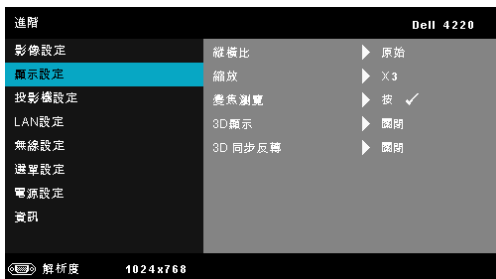 進階 Dell 4220
影像設定
顯示設定
投影機設定
LAN設定
無線設定
選單設定
電源設定
資訊
縱橫比 原始
縮放 X3
變焦瀏覽 按 ✓
3D顯示 關閉
3D 同步反轉 關閉
解析度 1024x768